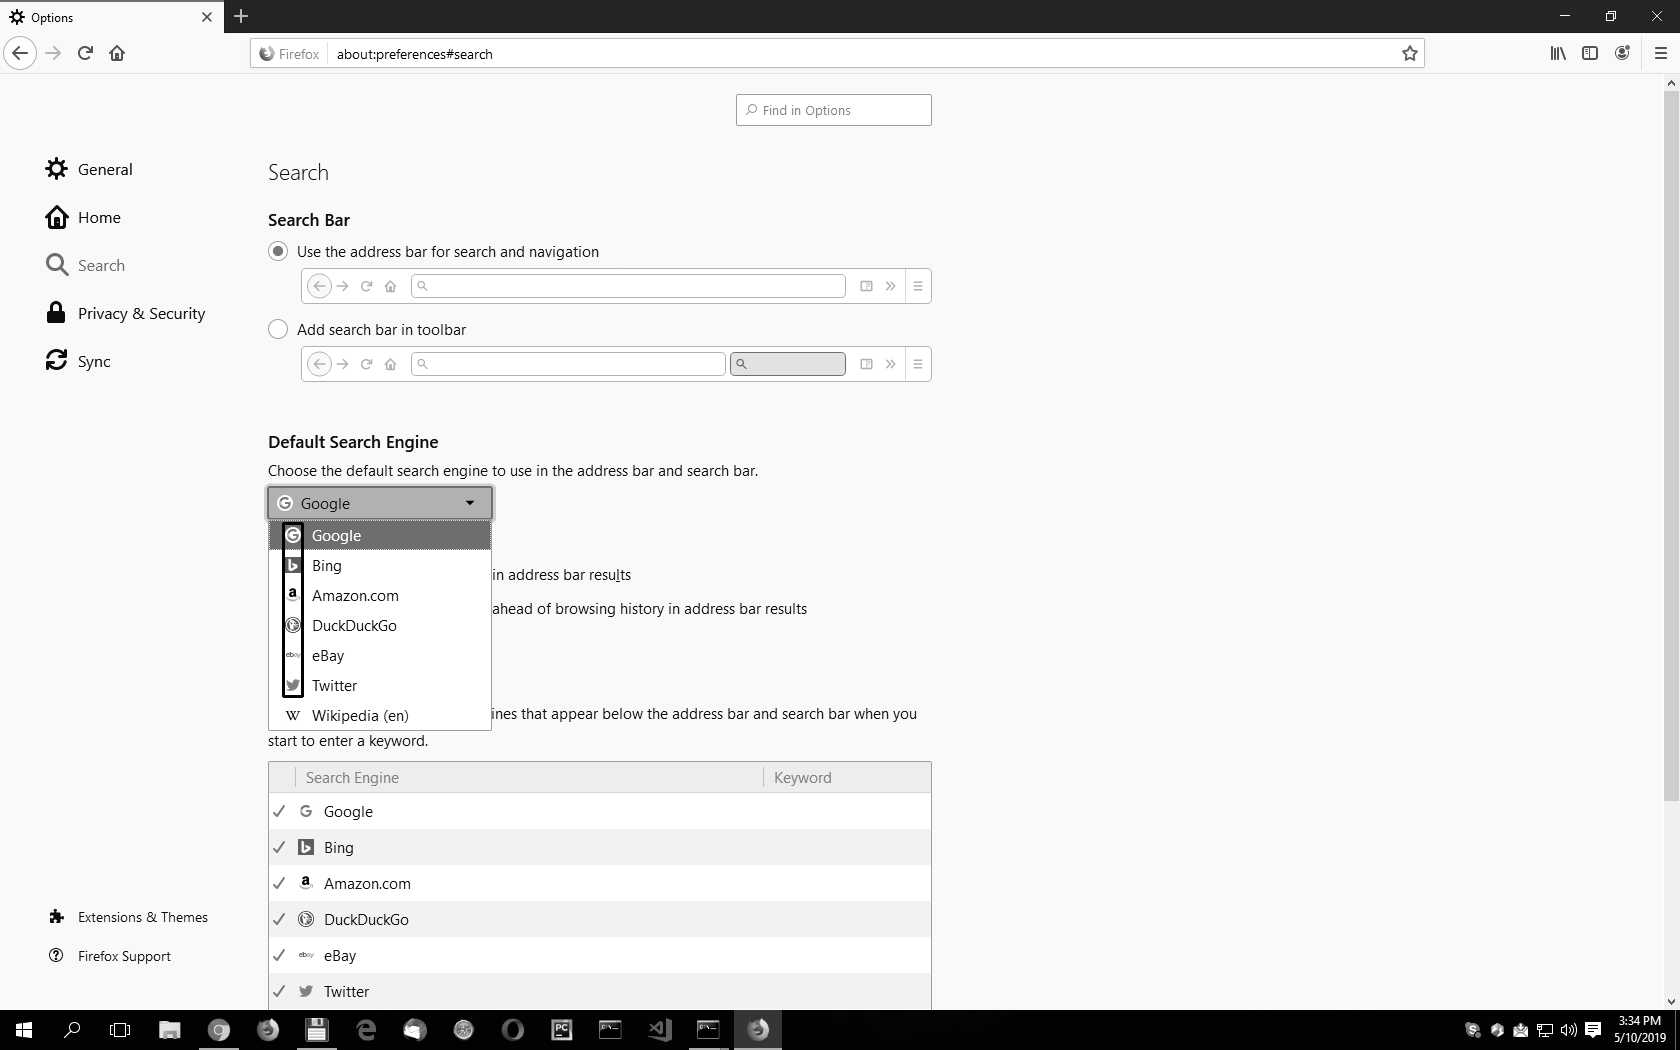 Options
Firefox
about:preferences#search
Find in Options
General
Home
Search
Privacy & Security
Sync
Extensions & Themes
Firefox Support
Search
Search Bar
Use the address bar for search and navigation
Add search bar in toolbar
Default Search Engine
Choose the default search engine to use in the address bar and search bar.
Google
Google
Bing
Amazon.com
DuckDuckGo
eBay
Twitter
Wikipedia (en)
in address bar results
ahead of browsing history in address bar results
ines that appear below the address bar and search bar when you
start to enter a keyword.
Search Engine Keyword
Google
Bing
Amazon.com
DuckDuckGo
eBay
Twitter
3:34 PM
5/10/2019